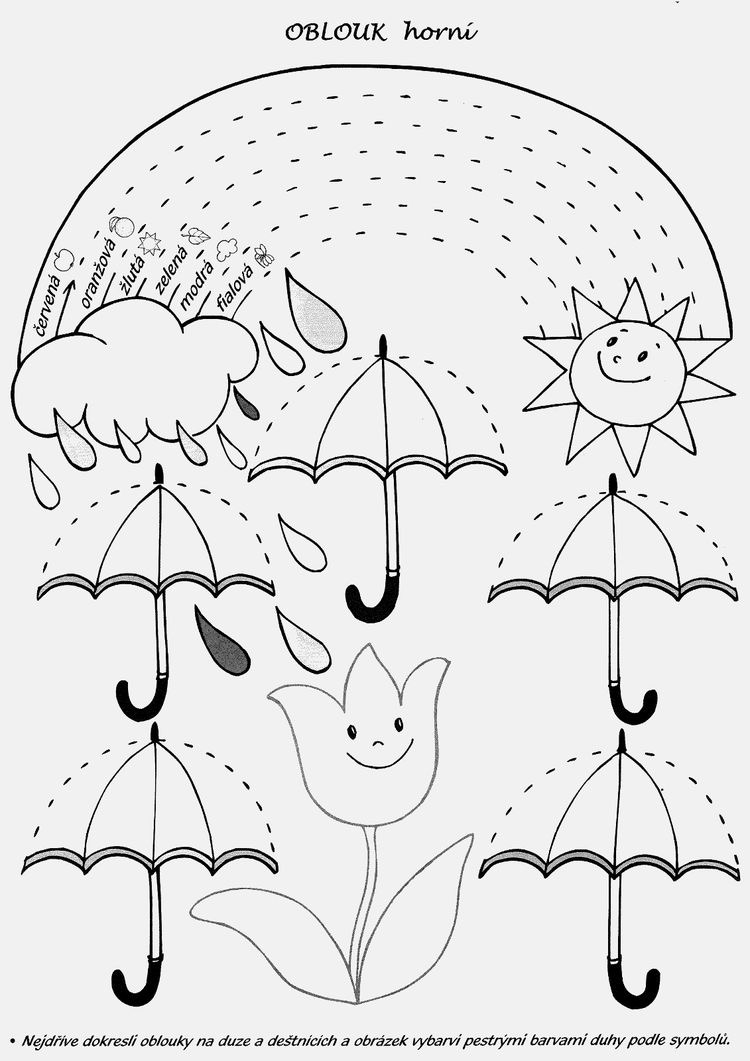 OBLOUK horní
červená
oranžová
žlutá
zelená
modrá
fialová
• Nejdříve dokresli oblouky na duze a deštnících a obrázek vybarvi pestrými barvami duhy podle symbolů.